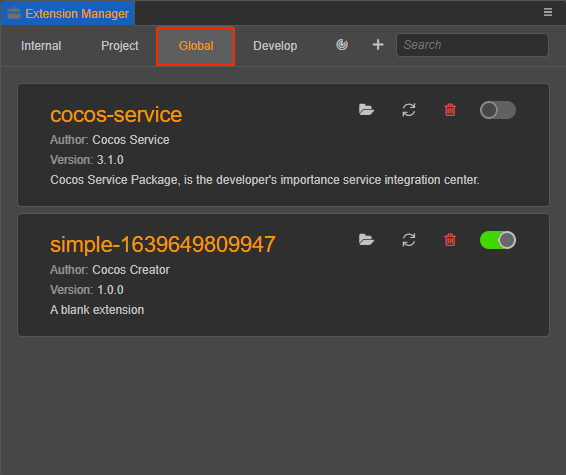 Extension Manager
Internal Project Global Develop Search
cocos-service
Author: Cocos Service
Version: 3.1.0
Cocos Service Package, is the developer's importance service integration center.
simple-1639649809947
Author: Cocos Creator
Version: 1.0.0
A blank extension